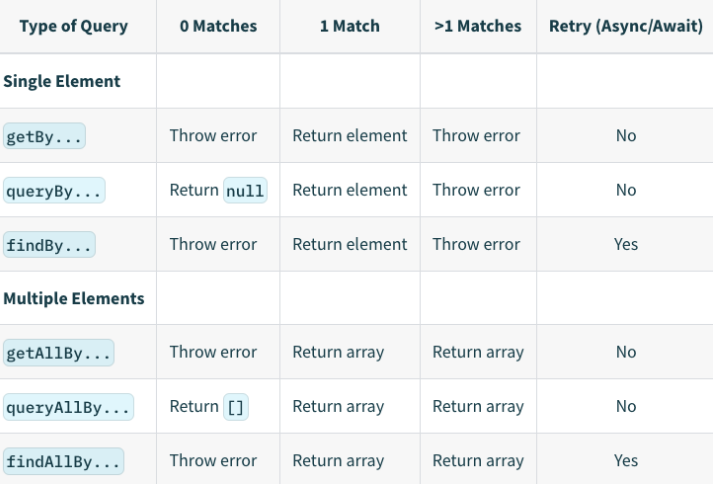 Type of Query 0 Matches 1 Match >1 Matches Retry (Async/Await)
Single Element
getBy... Throw error Return element Throw error No
queryBy... Return null Return element Throw error No
findBy... Throw error Return element Throw error Yes
Multiple Elements
getAllBy... Throw error Return array Return array No
queryAllBy... Return [] Return array Return array No
findAllBy... Throw error Return array Return array Yes